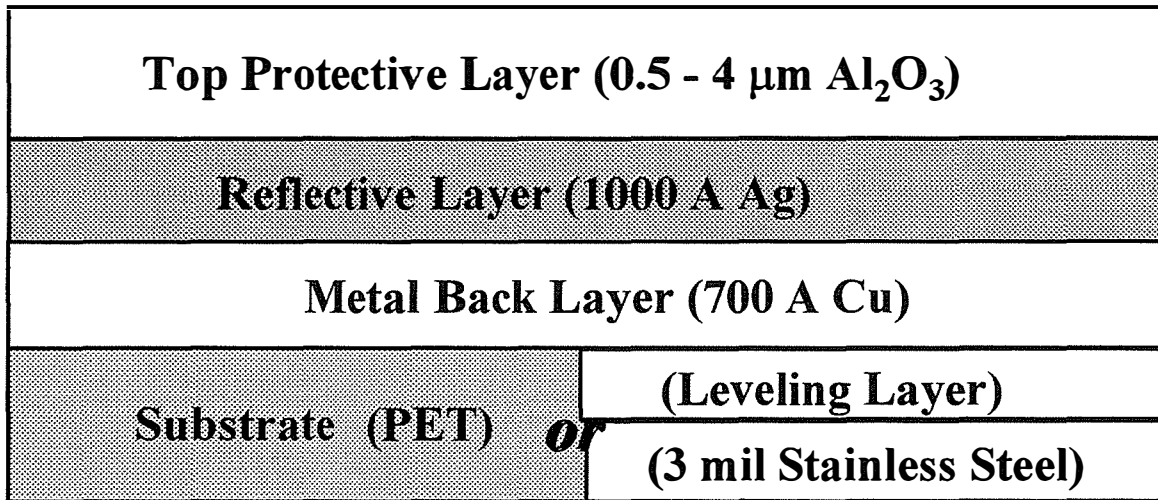 Top Protective Layer (0.5 - 4 μm Al₂O₃)
Reflective Layer (1000 A Ag)
Metal Back Layer (700 A Cu)
(Leveling Layer)
Substrate (PET) or
(3 mil Stainless Steel)